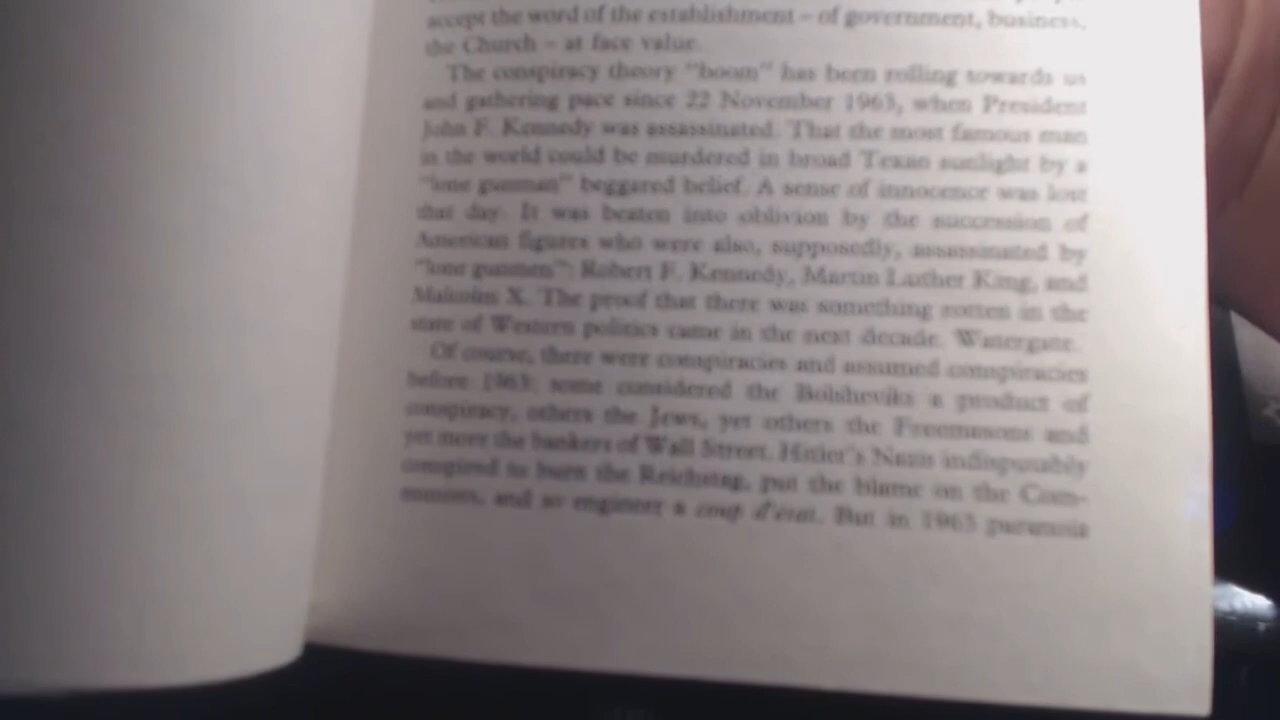 accept the word of the establishment – of government, business,
the Church – at face value.
The conspiracy theory "boom" has been rolling towards us
and gathering pace since 22 November 1963, when President
John F. Kennedy was assassinated. That the most famous man
in the world could be murdered in broad Texan sunlight by a
"lone gunman" beggared belief. A sense of innocence was lost
that day. It was beaten into oblivion by the succession of
American figures who were also, supposedly, assassinated by
"lone gunmen": Robert F. Kennedy, Martin Luther King, and
Malcolm X. The proof that there was something rotten in the
state of Western politics came in the next decade. Watergate.
Of course, there were conspiracies and assumed conspiracies
before 1963: some considered the Bolsheviks a product of
conspiracy, others the Jews, yet others the Freemasons and
yet more the bankers of Wall Street. Hitler's Nazis indisputably
conspired to burn the Reichstag, put the blame on the Com-
munists, and so engineer a coup d'etat. But in 1963 paranoia